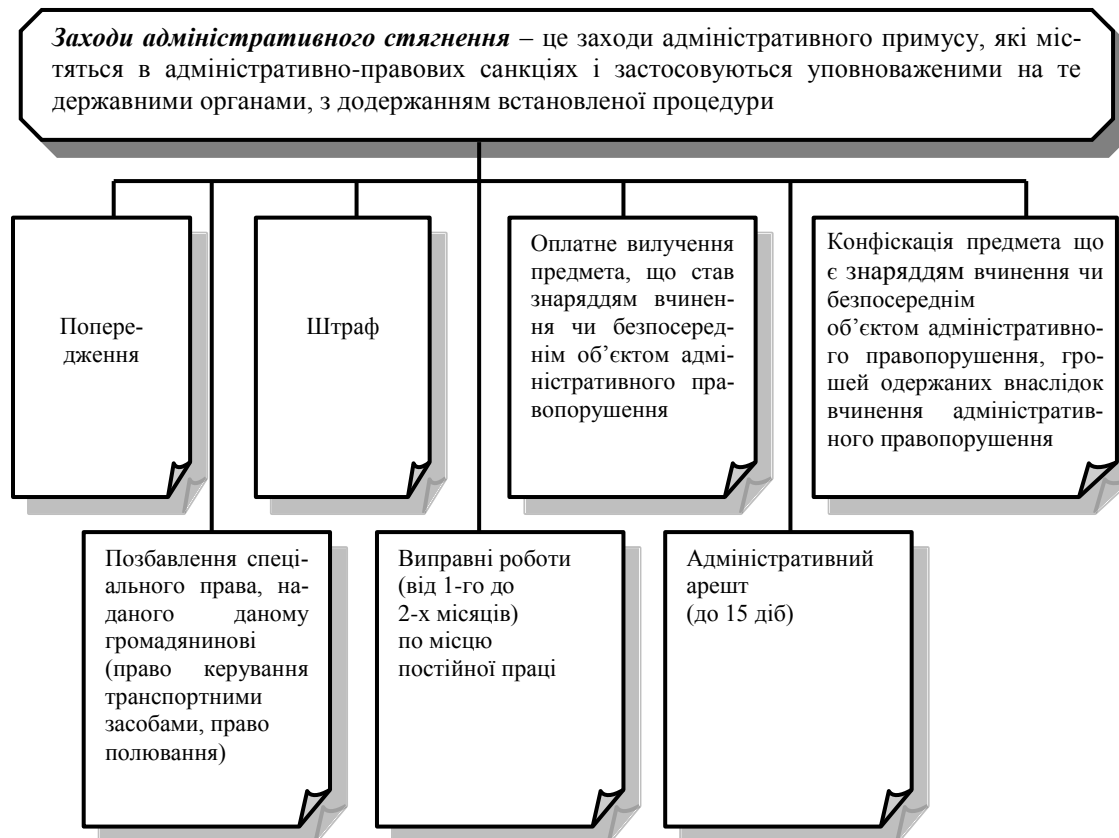 Заходи адміністративного стягнення – це заходи адміністративного примусу, які міс-
тяться в адміністративно-правових санкціях і застосовуються уповноваженими на те
державними органами, з додержанням встановленої процедури
Попере-
дження
Штраф
Оплатне вилучення
предмета, що став
знаряддям вчинен-
ня чи безпосеред-
нім об’єктом адмі-
ністративного пра-
вопорушення
Конфіскація предмета що
є знаряддям вчинення чи
безпосереднім
об’єктом адміністративно-
го правопорушення, гро-
шей одержаних внаслідок
вчинення адміністратив-
ного правопорушення
Позбавлення спеці-
ального права, на-
даного даному
громадянинові
(право керування
транспортними
засобами, право
полювання)
Виправні роботи
(від 1-го до
2-х місяців)
по місцю
постійної праці
Адміністративний
арешт
(до 15 діб)